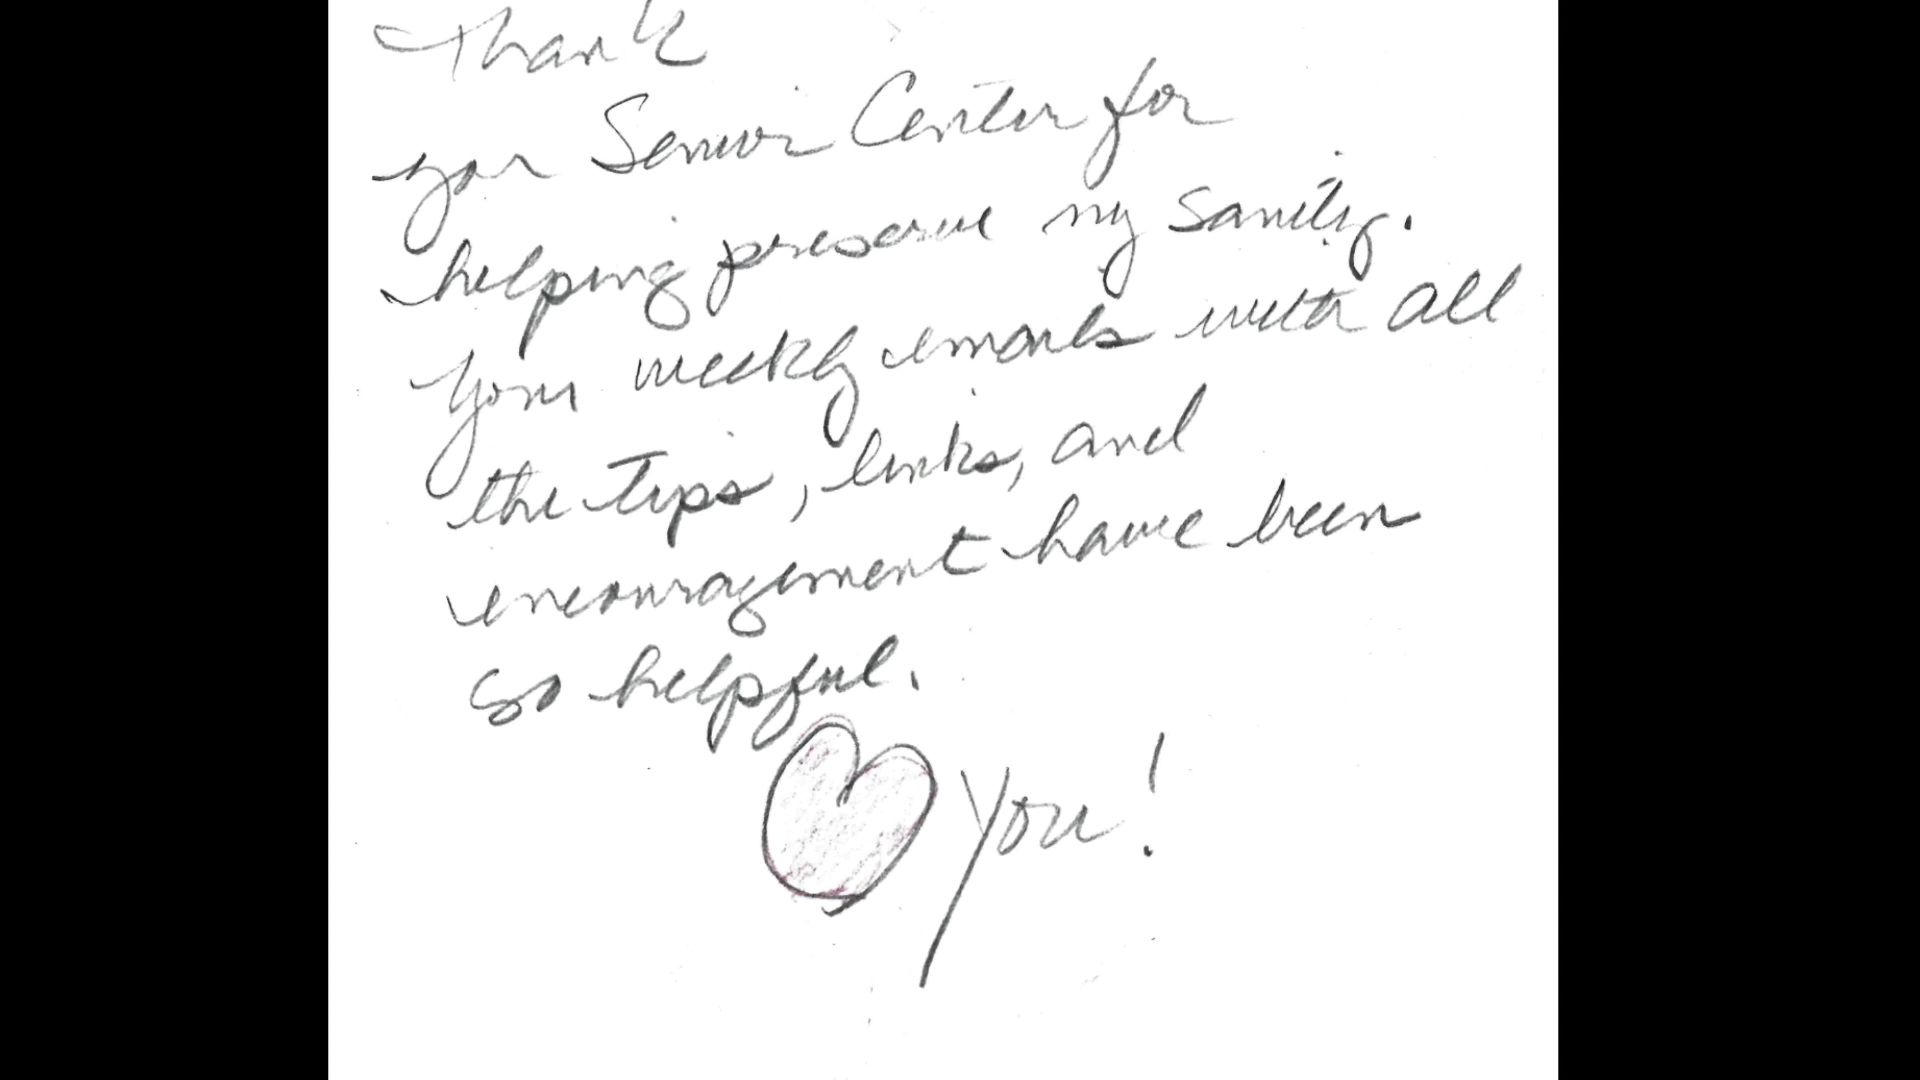 Thank
you Senior Center for
helping preserve my sanity.
Your weekly emails with all
the tips, links, and
encouragement have been
so helpful.
You!